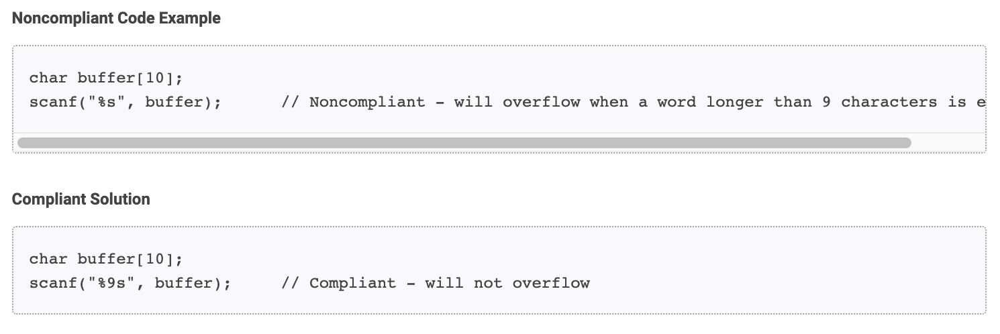 Noncompliant Code Example
char buffer[10];
scanf("%s", buffer);      // Noncompliant - will overflow when a word longer than 9 characters is e
Compliant Solution
char buffer[10];
scanf("%9s", buffer);     // Compliant - will not overflow